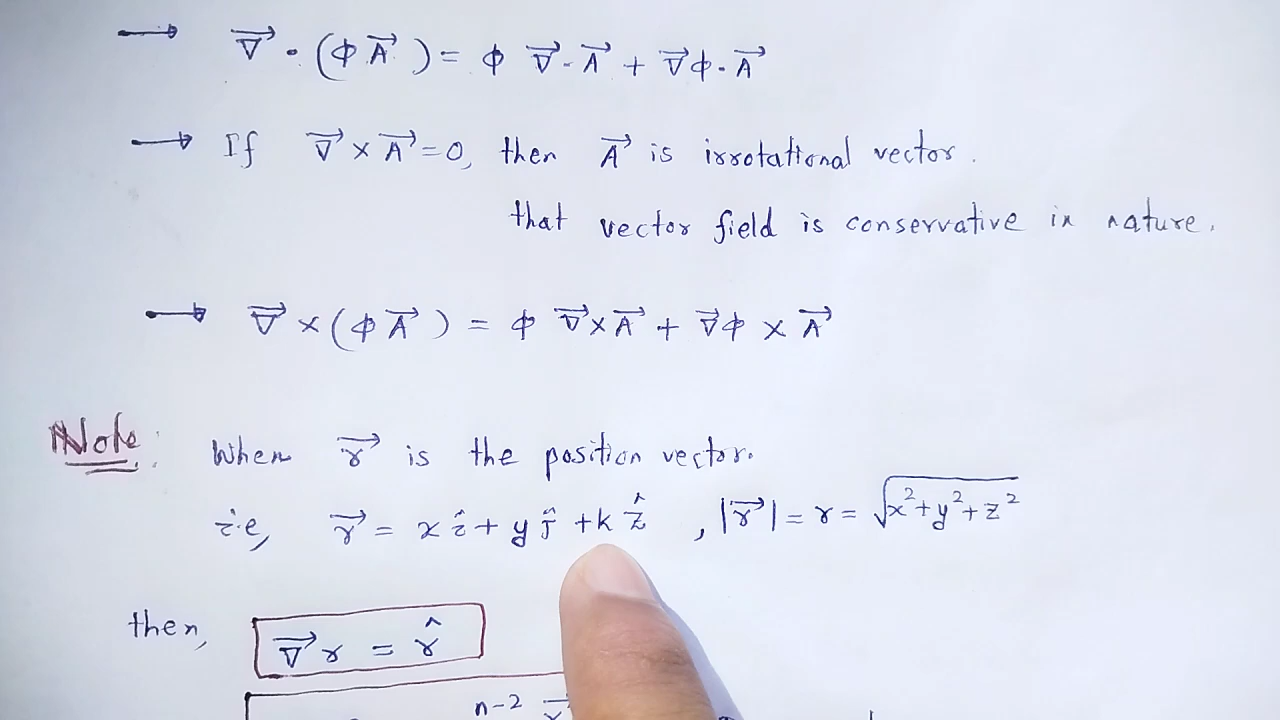 → ∇⃗ · (ϕ A⃗ ) = ϕ ∇⃗ · A⃗ + ∇⃗ϕ · A⃗
→ If ∇⃗ × A⃗ = 0, then A⃗ is irrotational vector.
that vector field is conservative in nature.
→ ∇⃗ × (ϕ A⃗ ) = ϕ ∇⃗ × A⃗ + ∇⃗ϕ × A⃗
Note: When r⃗ is the position vector.
i.e, r⃗ = x î + y ĵ + k ẑ , |r⃗| = r = √(x² + y² + z²)
then, ∇⃗ r = r̂
n-2